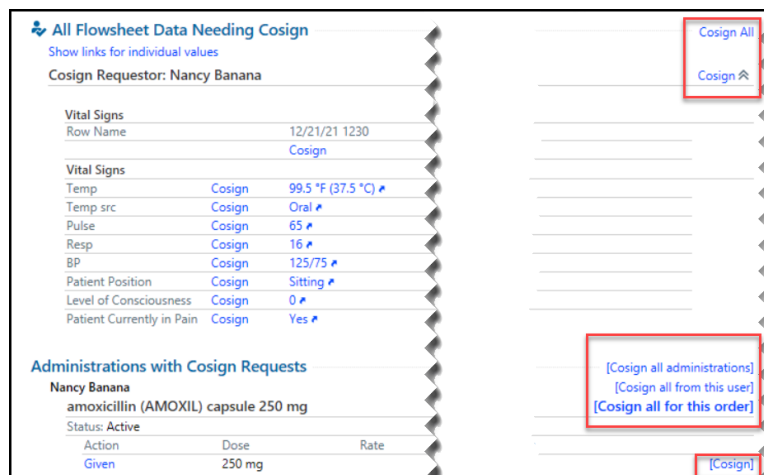 All Flowsheet Data Needing Cosign Cosign All
Show links for individual values
Cosign Requestor: Nancy Banana Cosign
Vital Signs
Row Name 12/21/21 1230
Cosign
Vital Signs
Temp Cosign 99.5 °F (37.5 °C)
Temp src Cosign Oral
Pulse Cosign 65
Resp Cosign 16
BP Cosign 125/75
Patient Position Cosign Sitting
Level of Consciousness Cosign 0
Patient Currently in Pain Cosign Yes
Administrations with Cosign Requests [Cosign all administrations]
Nancy Banana [Cosign all from this user]
amoxicillin (AMOXIL) capsule 250 mg [Cosign all for this order]
Status: Active
Action Dose Rate
Given 250 mg [Cosign]